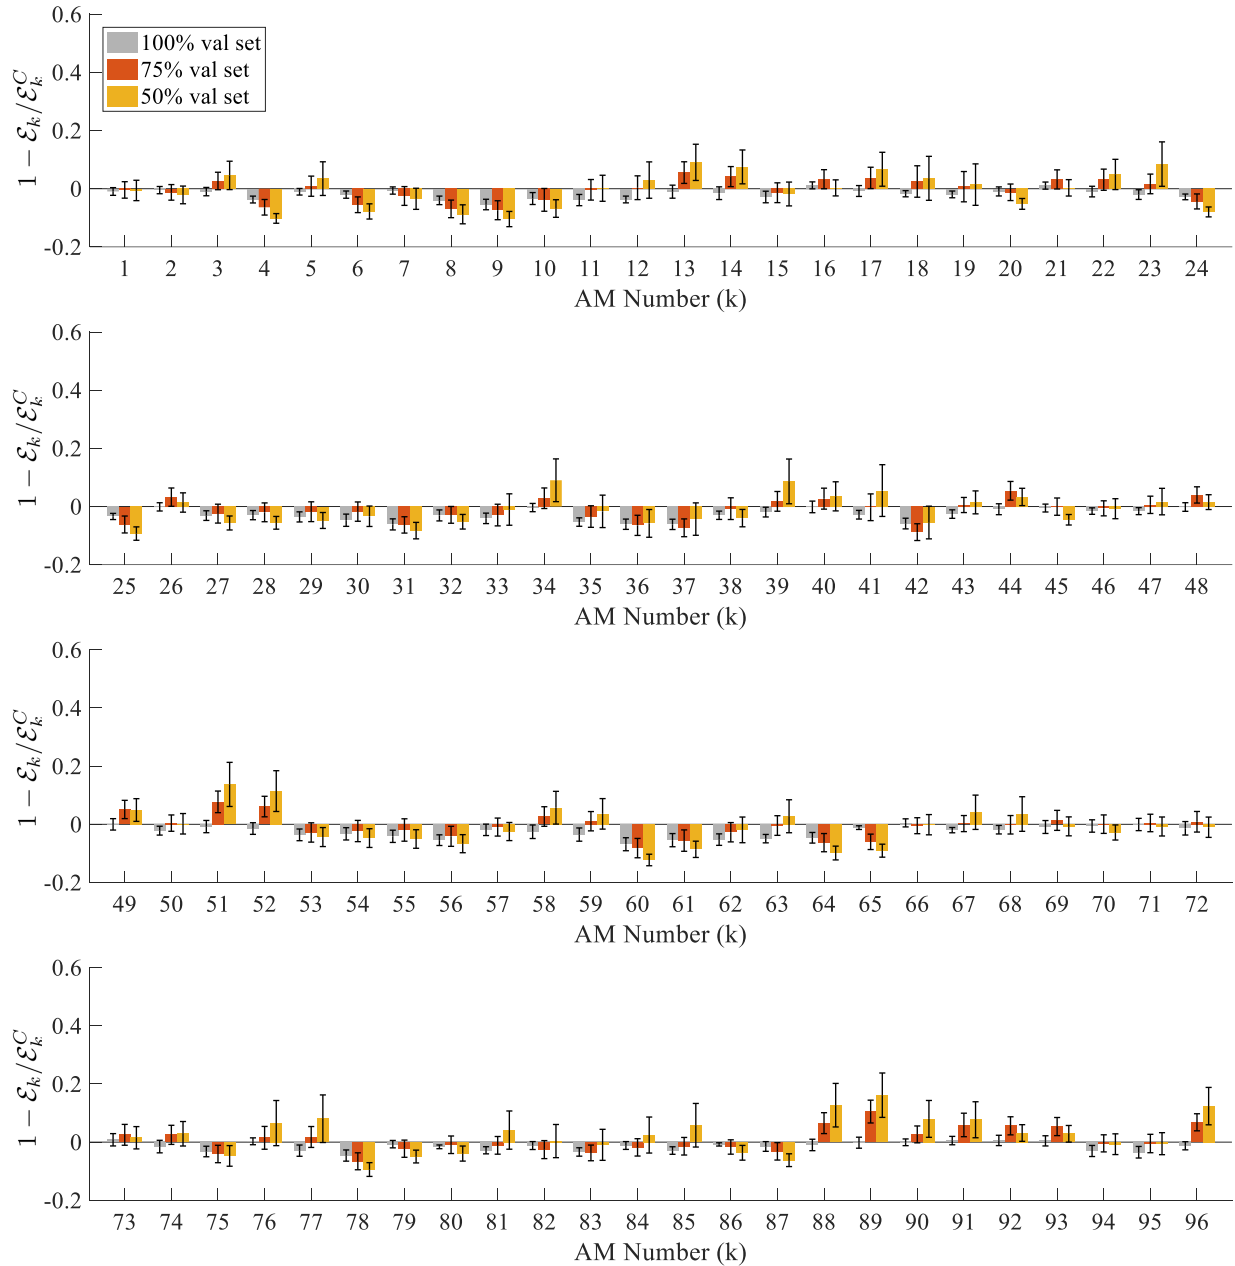 0.6
100% val set
75% val set
50% val set
0.4
0.2
0
-0.2
1 − ℰₖ/ℰₖᶜ
1 2 3 4 5 6 7 8 9 10 11 12 13 14 15 16 17 18 19 20 21 22 23 24
AM Number (k)
0.6
0.4
0.2
0
-0.2
1 − ℰₖ/ℰₖᶜ
25 26 27 28 29 30 31 32 33 34 35 36 37 38 39 40 41 42 43 44 45 46 47 48
AM Number (k)
0.6
0.4
0.2
0
-0.2
1 − ℰₖ/ℰₖᶜ
49 50 51 52 53 54 55 56 57 58 59 60 61 62 63 64 65 66 67 68 69 70 71 72
AM Number (k)
0.6
0.4
0.2
0
-0.2
1 − ℰₖ/ℰₖᶜ
73 74 75 76 77 78 79 80 81 82 83 84 85 86 87 88 89 90 91 92 93 94 95 96
AM Number (k)